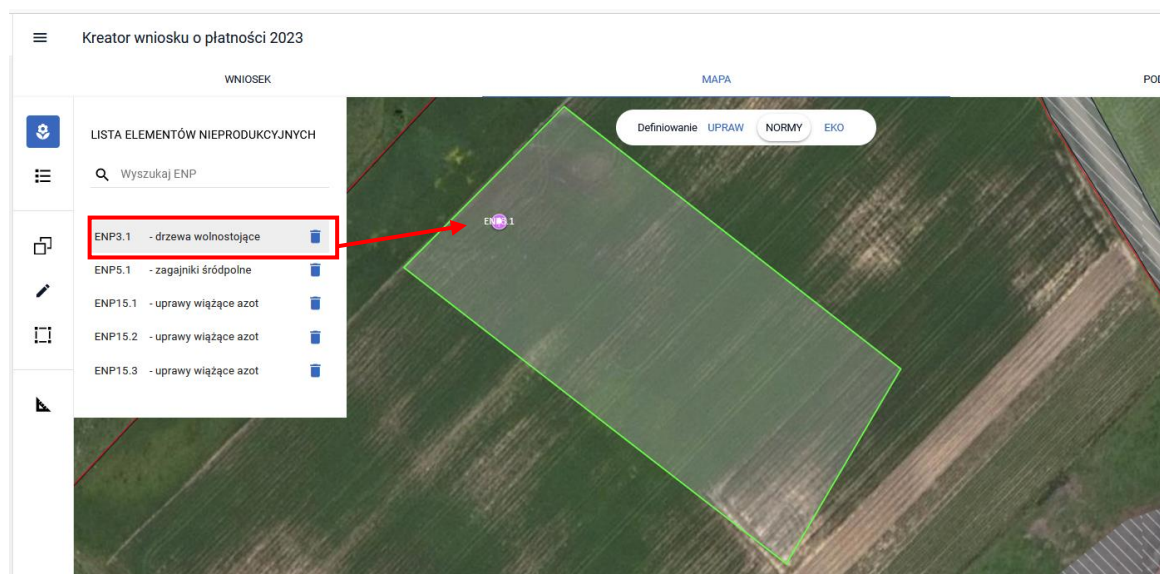 Kreator wniosku o płatności 2023
WNIOSEK
MAPA
LISTA ELEMENTÓW NIEPRODUKCYJNYCH
Wyszukaj ENP
ENP3.1 - drzewa wolnostojące
ENP5.1 - zagajniki śródpolne
ENP15.1 - uprawy wiążące azot
ENP15.2 - uprawy wiążące azot
ENP15.3 - uprawy wiążące azot
Definiowanie UPRAW NORMY EKO
ENP3.1